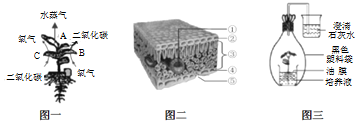 水蒸气
氧气 A 二氧化碳
C B
二氧化碳 氧气
图一
①
②
③
④
⑤
图二
澄清
石灰水
黑色
塑料袋
油膜
培养液
图三